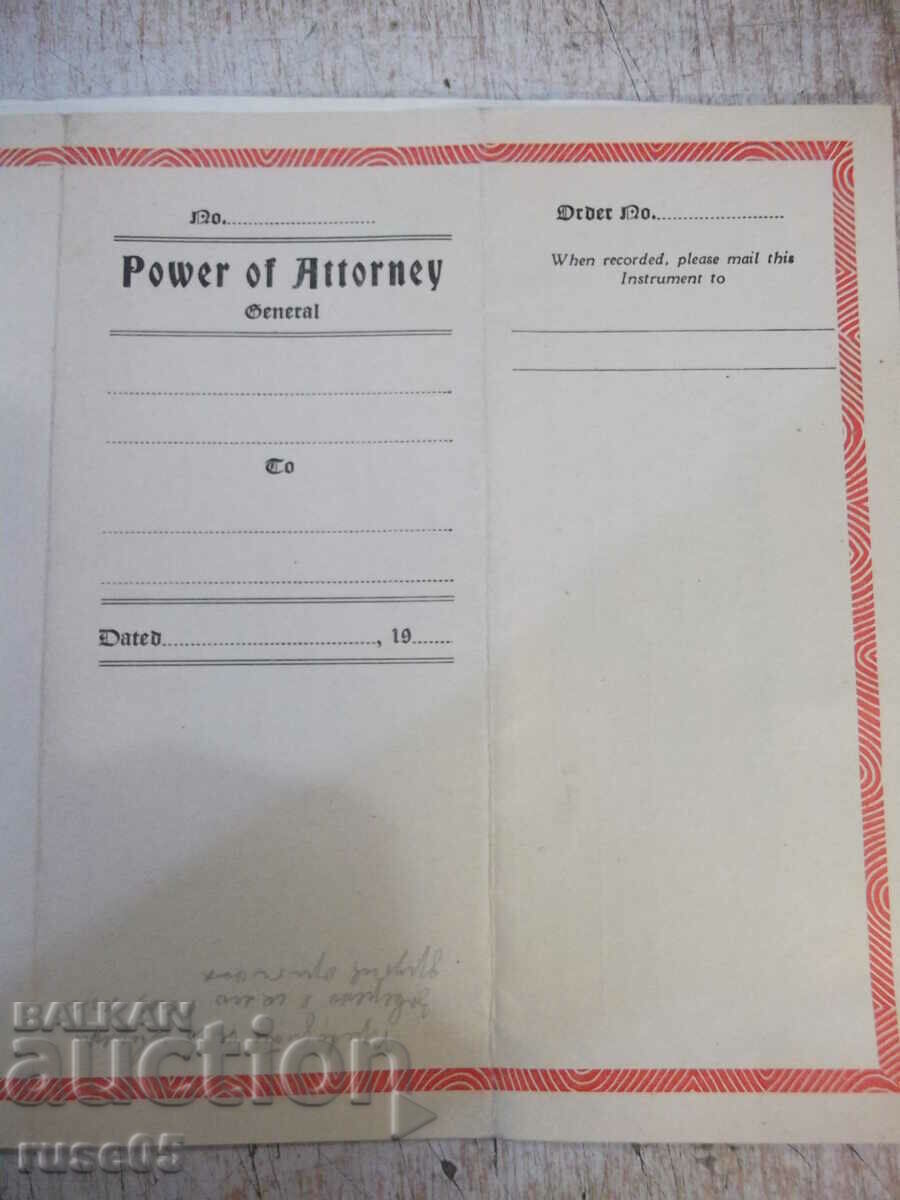 No.
Power of Attorney
General
To
Dated , 19
Order No.
When recorded, please mail this
Instrument to
BALKAN
auction
ruse05